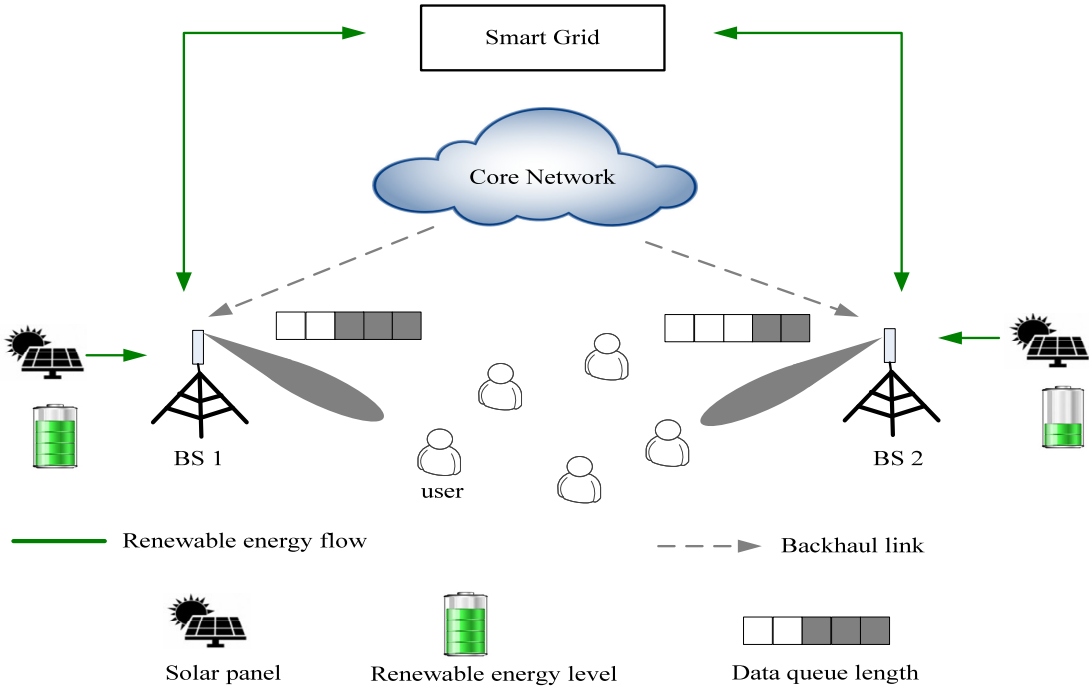 Smart Grid
Core Network
BS 1
BS 2
user
Renewable energy flow
Backhaul link
Solar panel
Renewable energy level
Data queue length